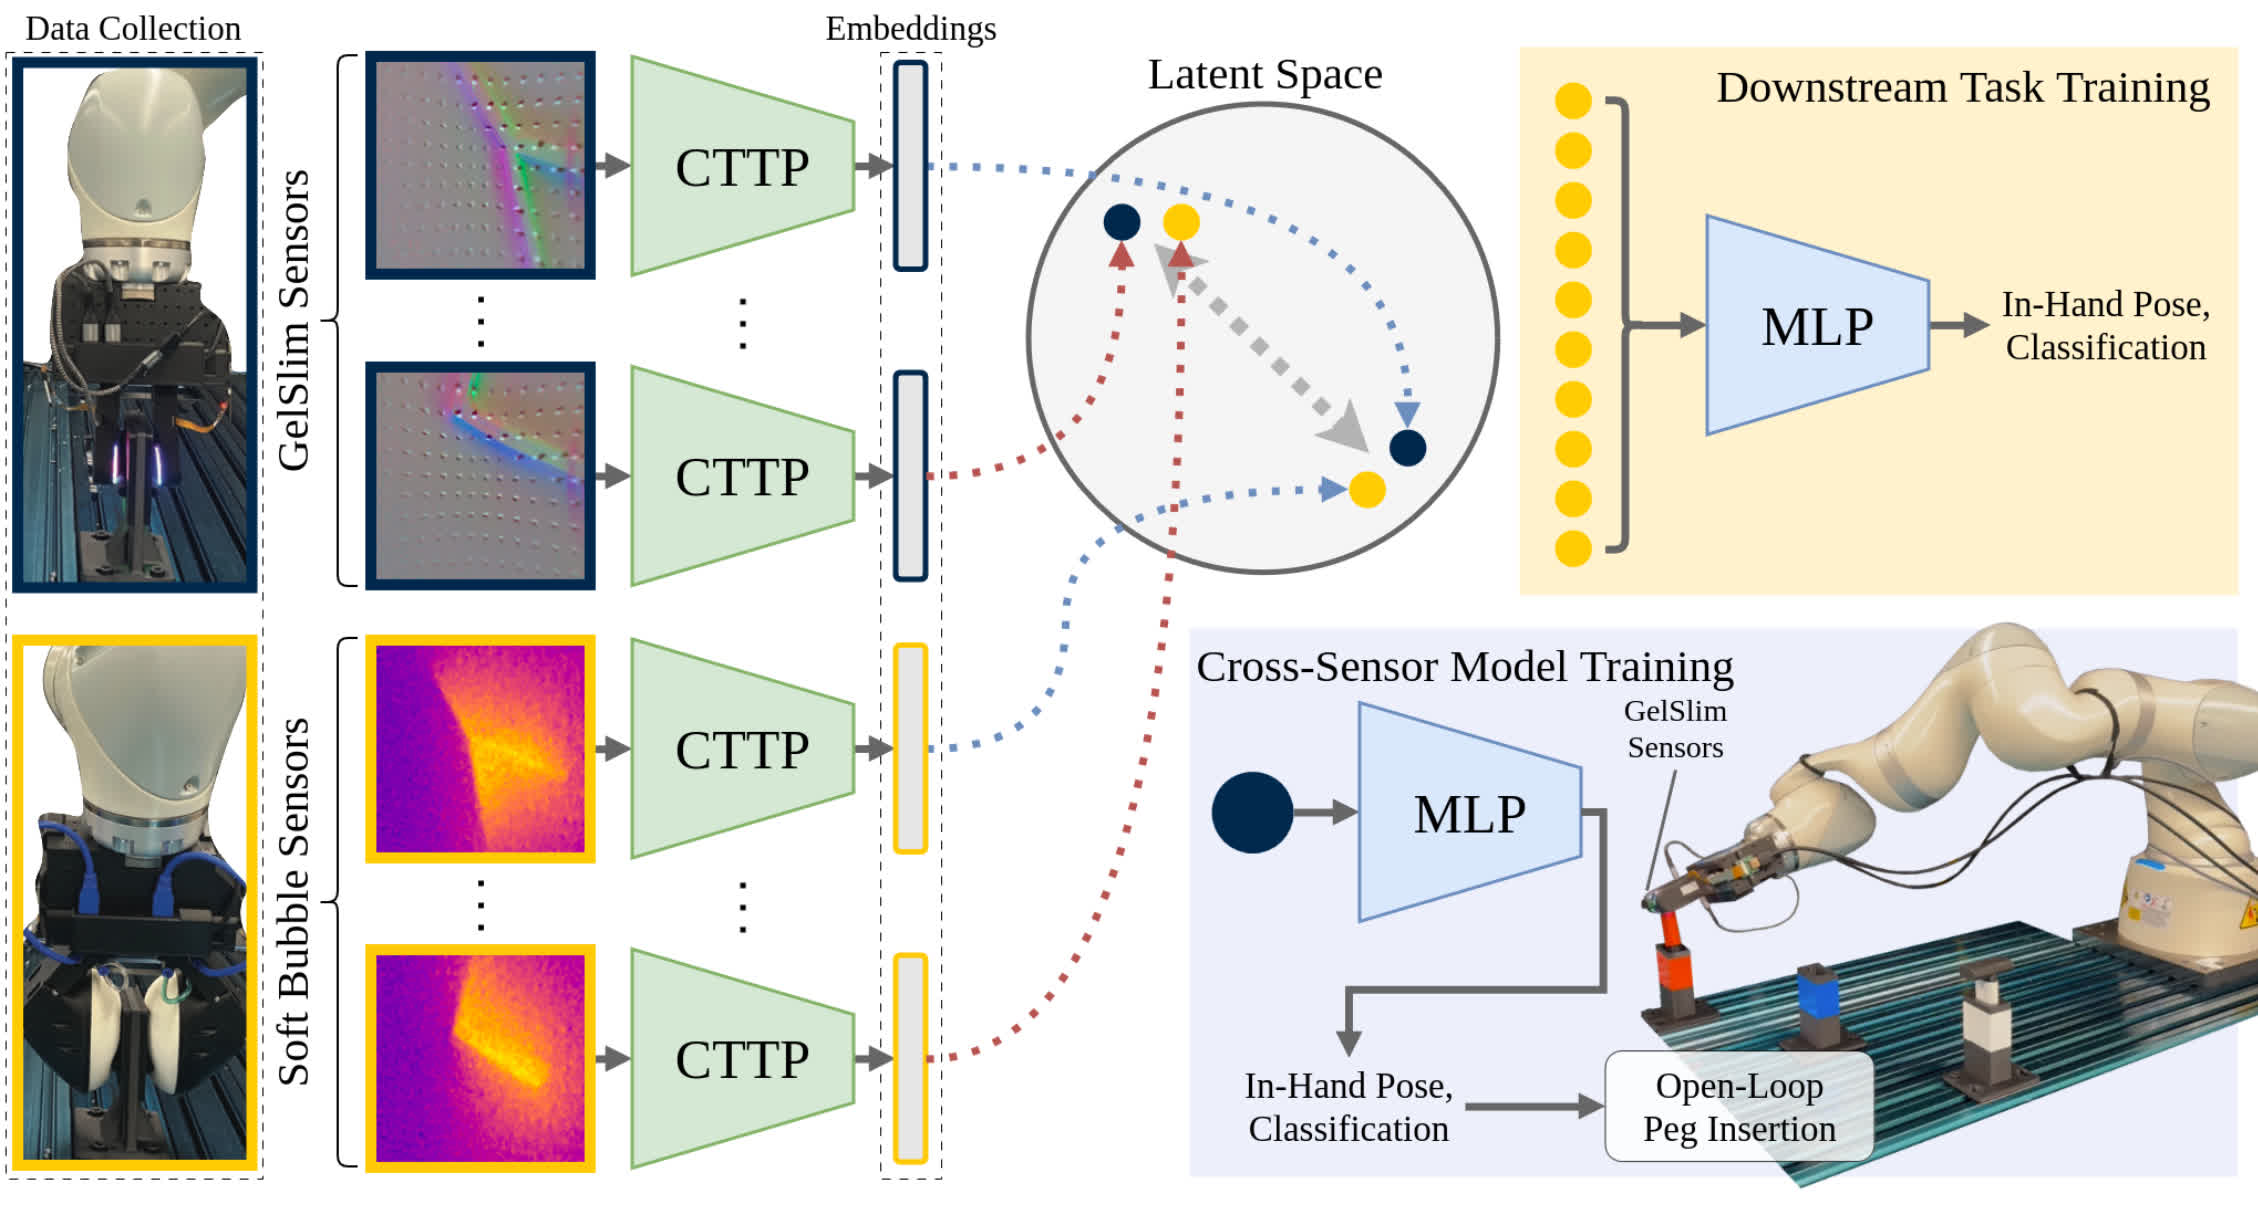 Data Collection
Embeddings
GelSlim Sensors
Soft Bubble Sensors
CTTP
CTTP
CTTP
CTTP
Latent Space
Downstream Task Training
MLP
In-Hand Pose,
Classification
Cross-Sensor Model Training
GelSlim
Sensors
MLP
In-Hand Pose,
Classification
Open-Loop
Peg Insertion